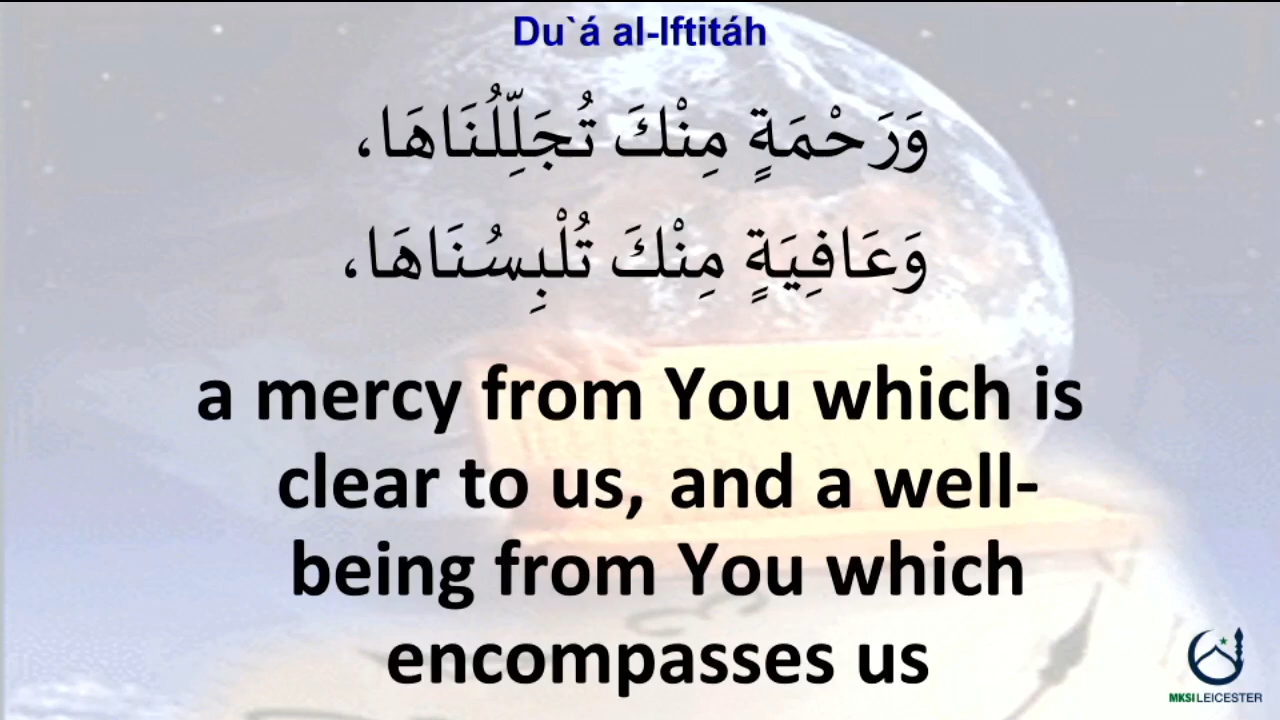 Du`á al-Iftitáh
وَرَحْمَةٍ مِنْكَ تُجَلِّلُنَاهَا،
وَعَافِيَةٍ مِنْكَ تُلْبِسُنَاهَا،
a mercy from You which is
clear to us, and a well-
being from You which
encompasses us
MKSI LEICESTER